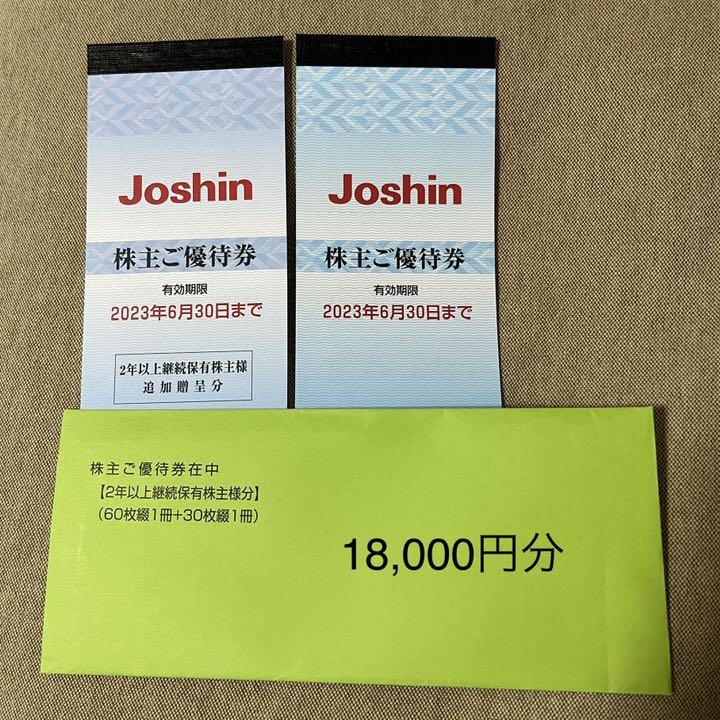 Joshin
株主ご優待券
有効期限
2023年6月30日まで
2年以上継続保有株主様
追加贈呈分
Joshin
株主ご優待券
有効期限
2023年6月30日まで
株主ご優待券在中
【2年以上継続保有株主様分】
（60枚綴1冊+30枚綴1冊）
18,000円分